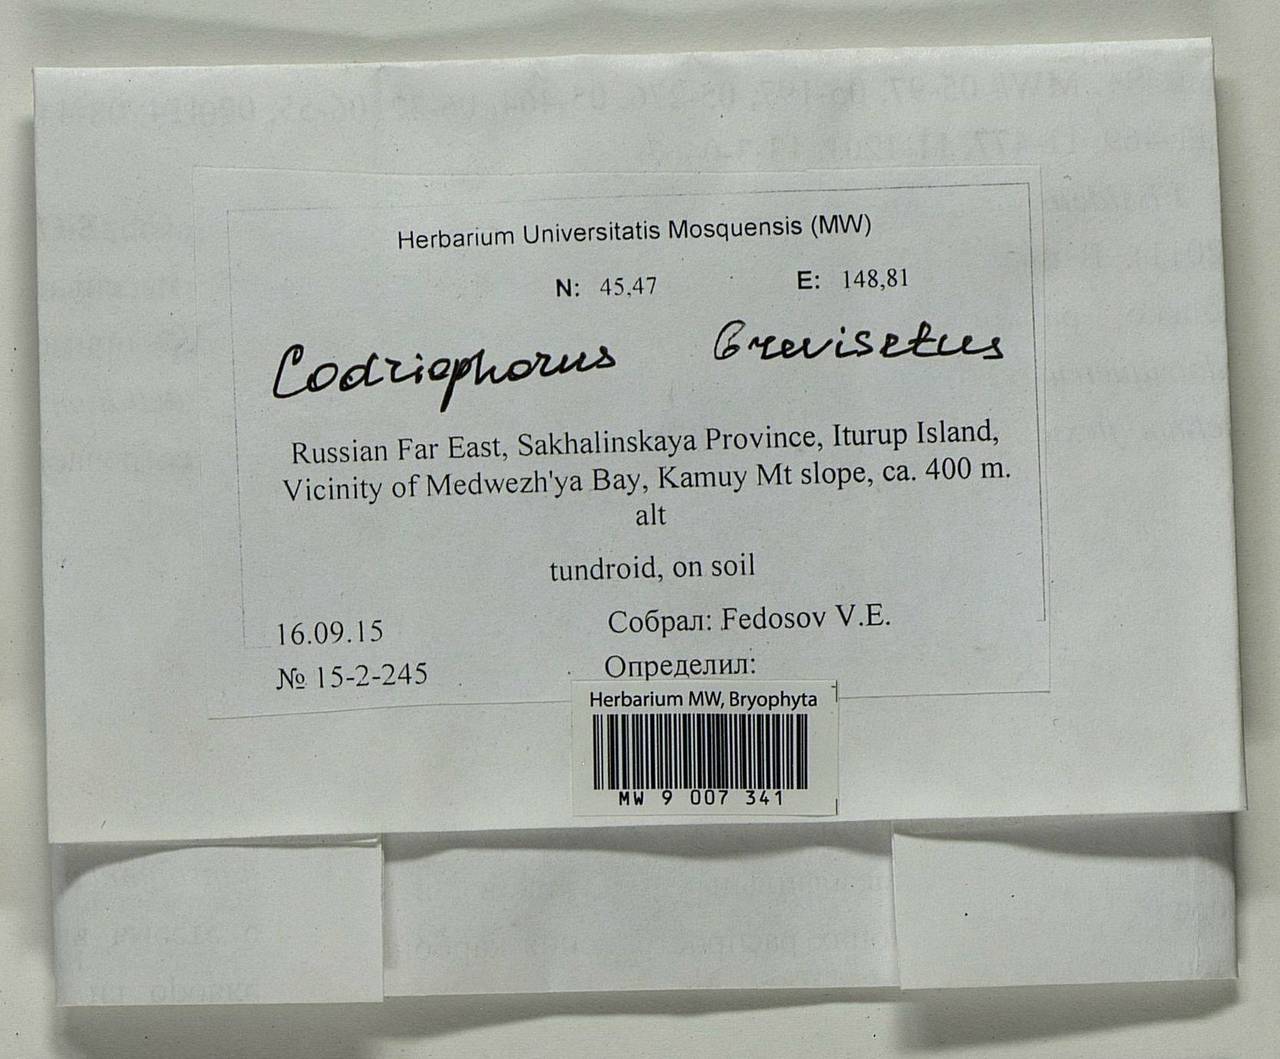 Herbarium Universitatis Mosquensis (MW)
N: 45,47 E: 148,81
Codriophorus brevisetus
Russian Far East, Sakhalinskaya Province, Iturup Island,
Vicinity of Medwezh'ya Bay, Kamuy Mt slope, ca. 400 m.
alt
tundroid, on soil
16.09.15 Собрал: Fedosov V.E.
№ 15-2-245 Определил:
Herbarium MW, Bryophyta
MW 9 007 341